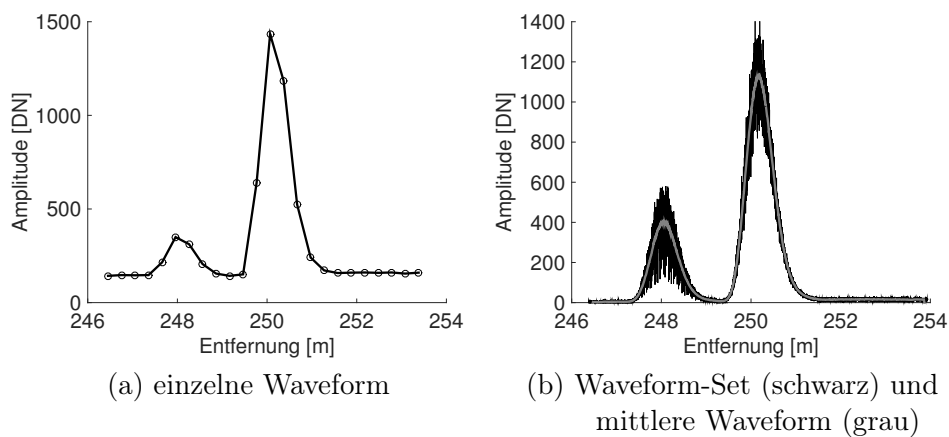 1500
1000
500
0
Amplitude [DN]
246 248 250 252 254
Entfernung [m]
(a) einzelne Waveform
1400
1200
1000
800
600
400
200
0
Amplitude [DN]
246 248 250 252 254
Entfernung [m]
(b) Waveform-Set (schwarz) und
mittlere Waveform (grau)